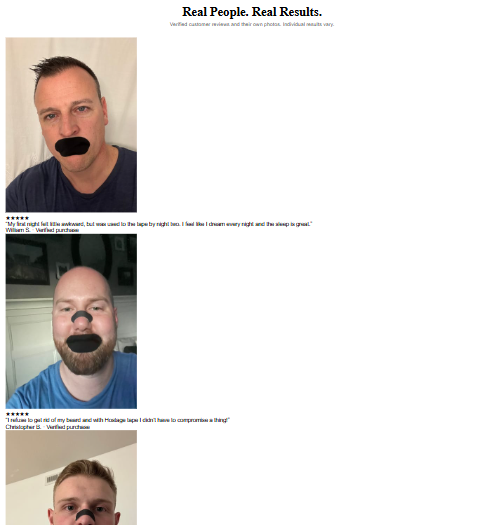 Real People. Real Results.
Verified customer reviews and their own photos. Individual results vary.
★★★★★
"My first night felt little awkward, but was used to the tape by night two. I feel like I dream every night and the sleep is great."
William S. Verified purchase
★★★★★
"I refuse to get rid of my beard and with Hostage tape I didn't have to compromise a thing!"
Christopher B. Verified purchase